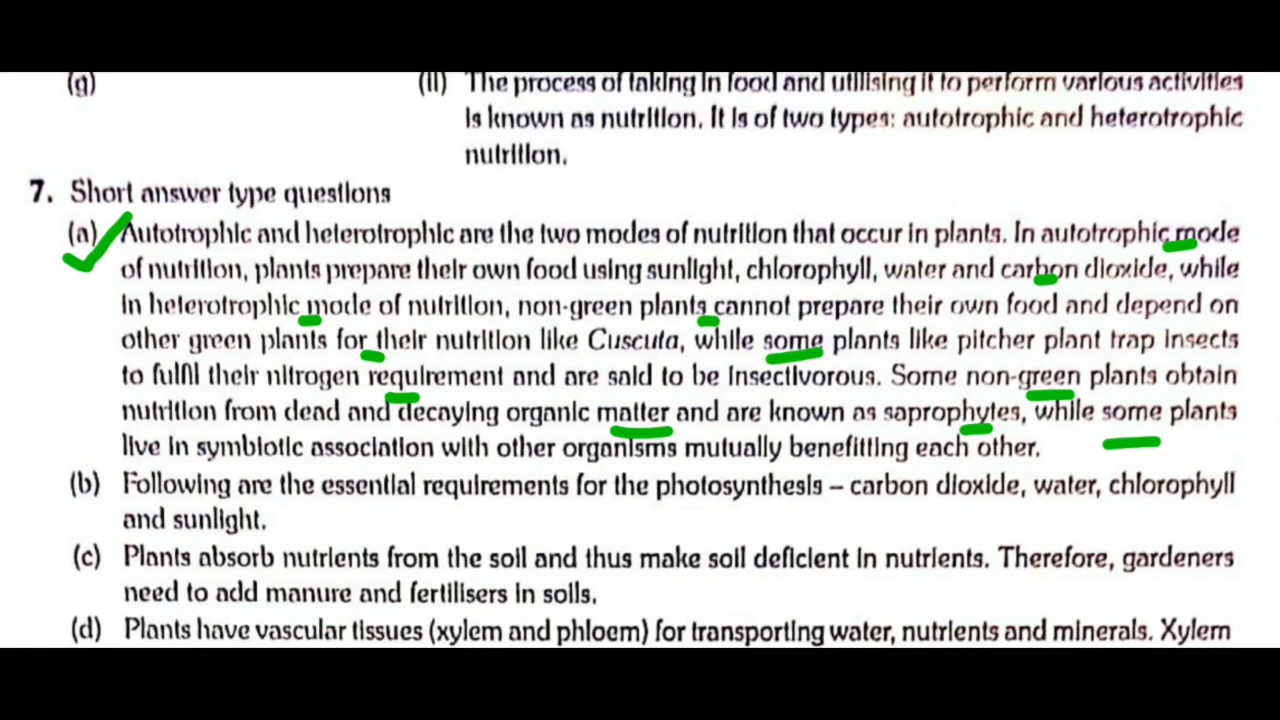 (g) (ii) The process of taking in food and utilising it to perform various activities
is known as nutrition. It is of two types: autotrophic and heterotrophic
nutrition.
7. Short answer type questions
(a) Autotrophic and heterotrophic are the two modes of nutrition that occur in plants. In autotrophic mode
of nutrition, plants prepare their own food using sunlight, chlorophyll, water and carbon dioxide, while
in heterotrophic mode of nutrition, non-green plants cannot prepare their own food and depend on
other green plants for their nutrition like Cuscuta, while some plants like pitcher plant trap insects
to fulfil their nitrogen requirement and are said to be insectivorous. Some non-green plants obtain
nutrition from dead and decaying organic matter and are known as saprophytes, while some plants
live in symbiotic association with other organisms mutually benefitting each other.
(b) Following are the essential requirements for the photosynthesis – carbon dioxide, water, chlorophyll
and sunlight.
(c) Plants absorb nutrients from the soil and thus make soil deficient in nutrients. Therefore, gardeners
need to add manure and fertilisers in soils.
(d) Plants have vascular tissues (xylem and phloem) for transporting water, nutrients and minerals. Xylem